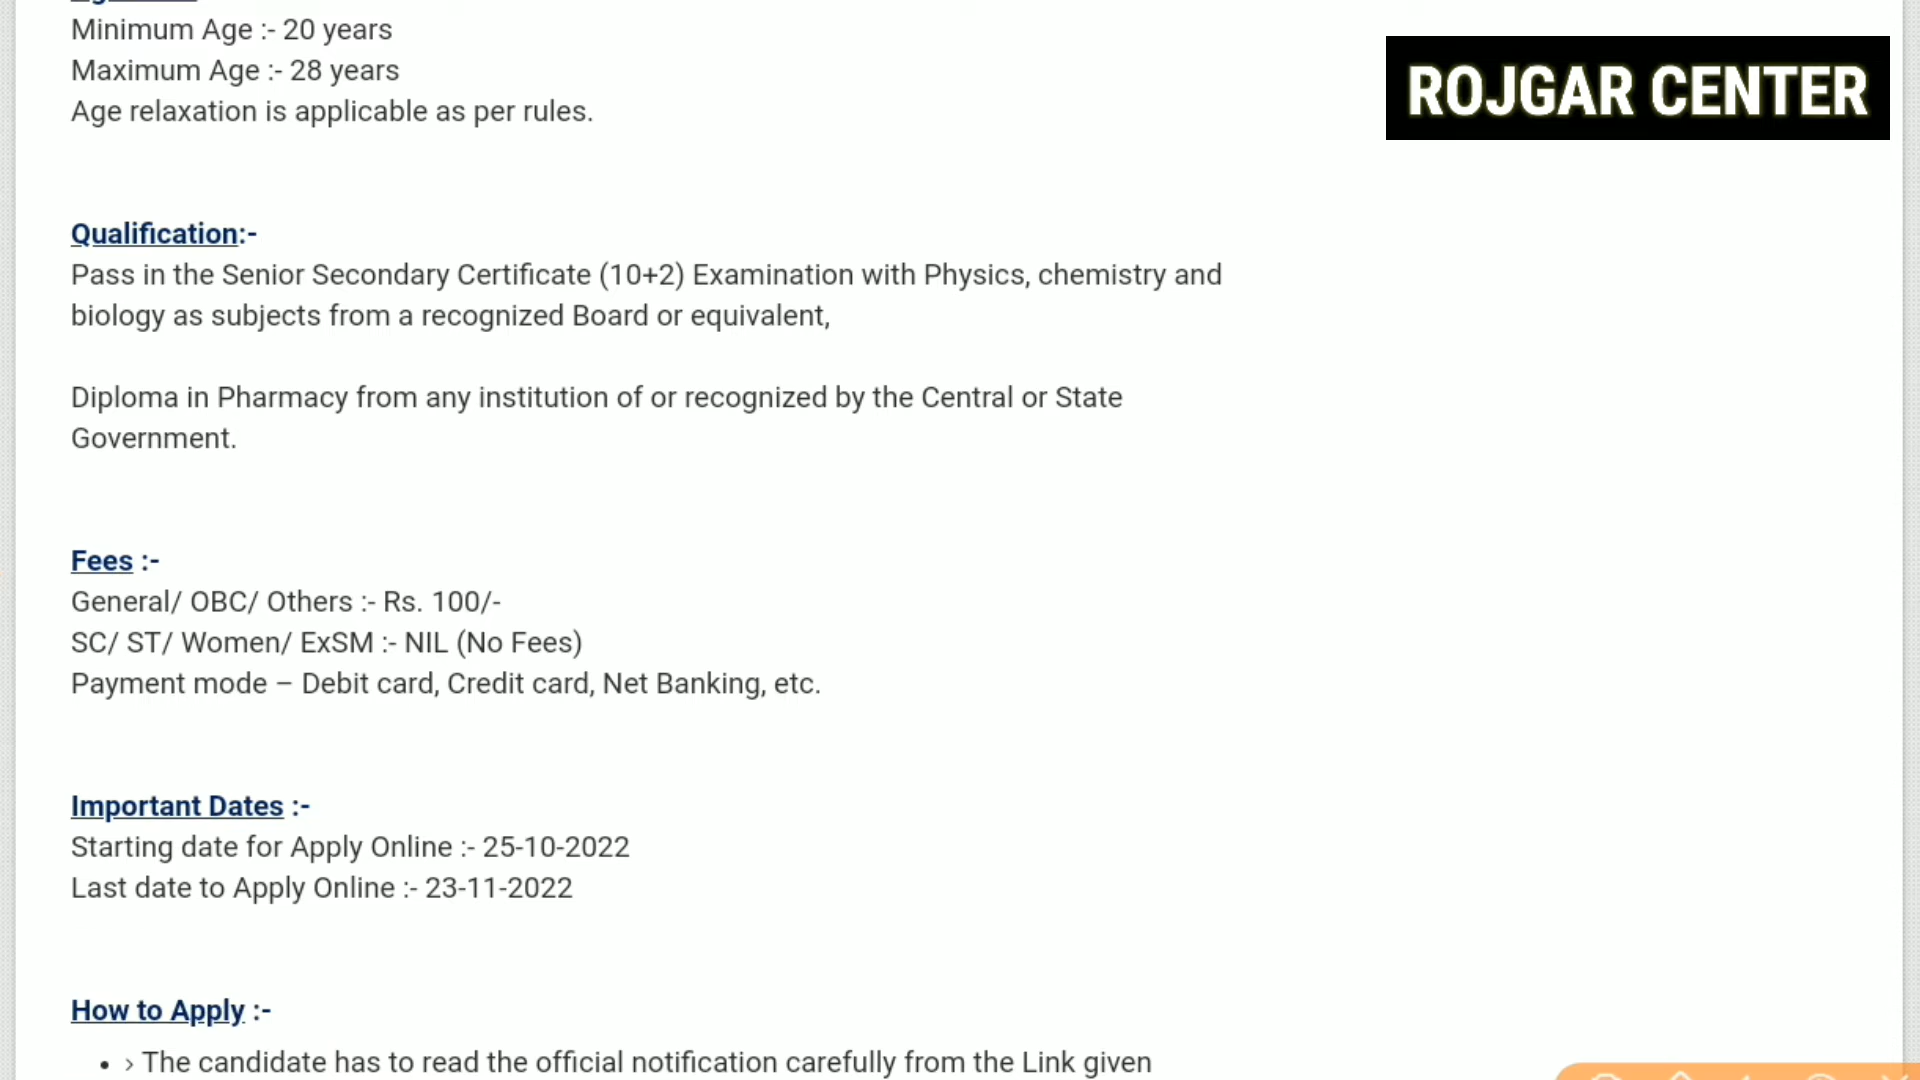 Minimum Age :- 20 years
Maximum Age :- 28 years
Age relaxation is applicable as per rules.
ROJGAR CENTER
Qualification:-
Pass in the Senior Secondary Certificate (10+2) Examination with Physics, chemistry and
biology as subjects from a recognized Board or equivalent,
Diploma in Pharmacy from any institution of or recognized by the Central or State
Government.
Fees :-
General/ OBC/ Others :- Rs. 100/-
SC/ ST/ Women/ ExSM :- NIL (No Fees)
Payment mode – Debit card, Credit card, Net Banking, etc.
Important Dates :-
Starting date for Apply Online :- 25-10-2022
Last date to Apply Online :- 23-11-2022
How to Apply :-
• › The candidate has to read the official notification carefully from the Link given